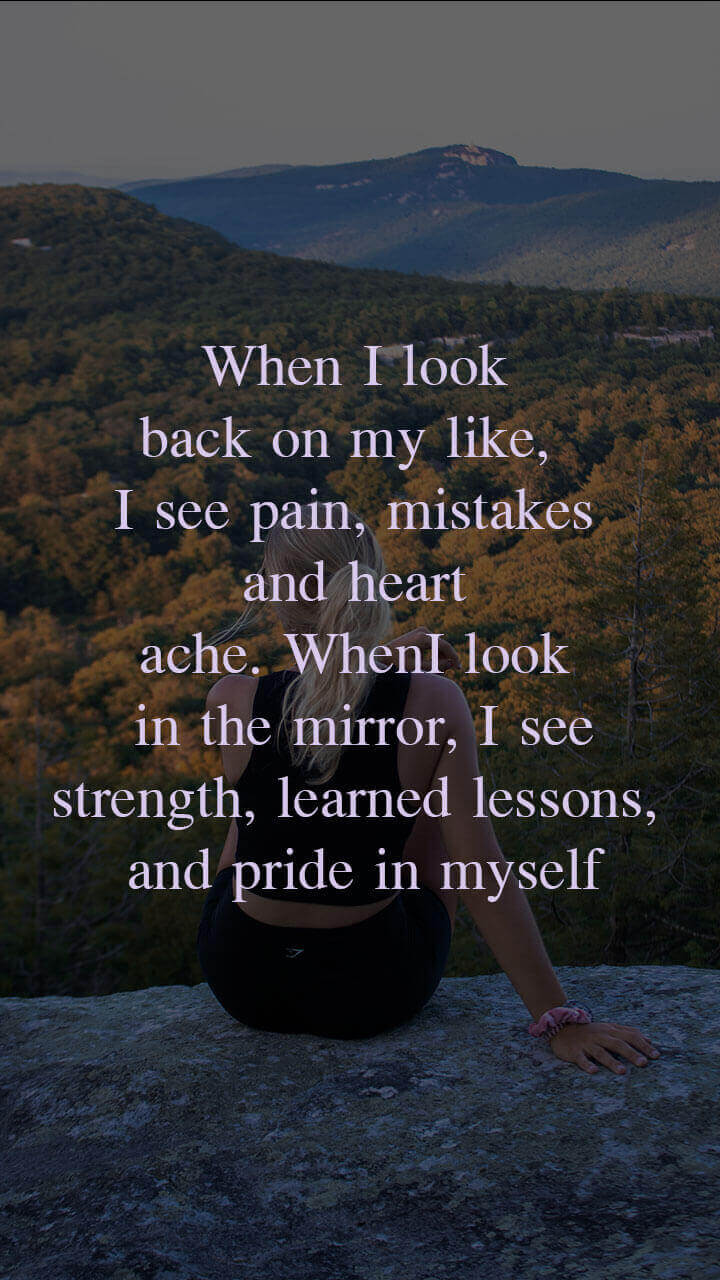 When I look
back on my like,
I see pain, mistakes
and heart
ache. WhenI look
in the mirror, I see
strength, learned lessons,
and pride in myself